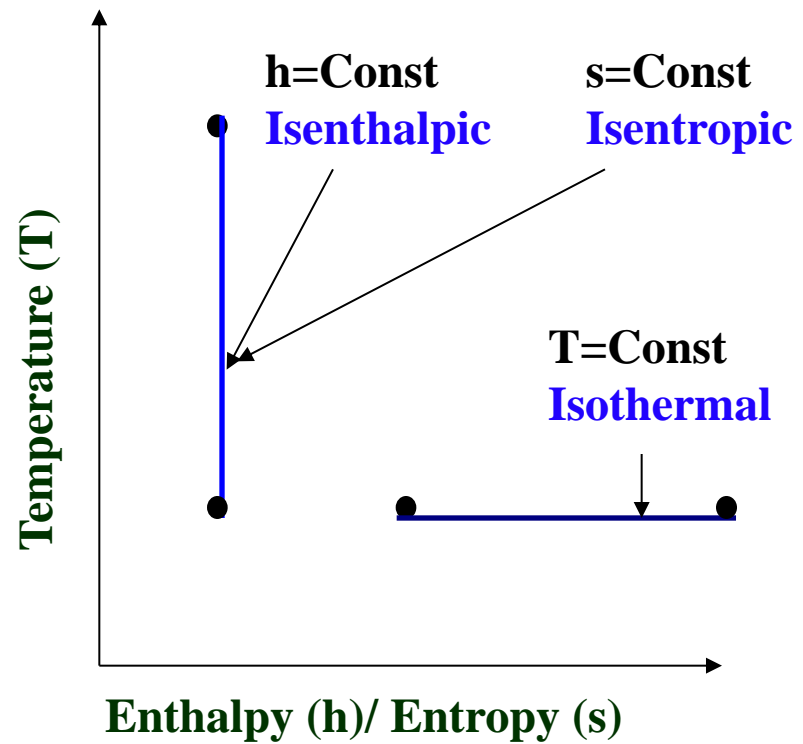 h=Const
Isenthalpic
s=Const
Isentropic
T=Const
Isothermal
Temperature (T)
Enthalpy (h)/ Entropy (s)